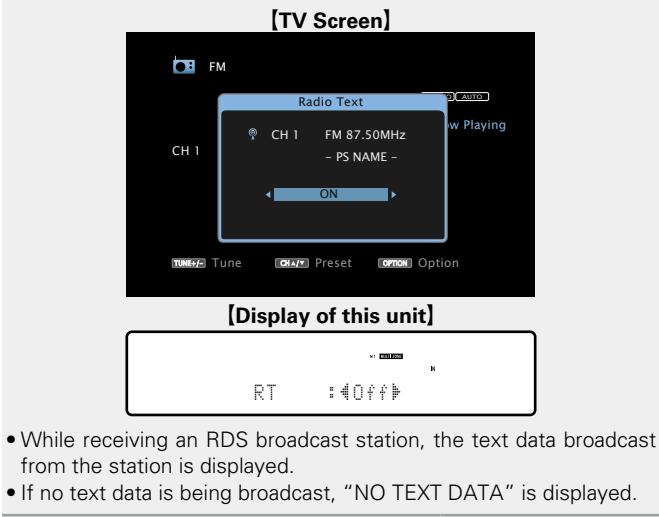 【TV Screen】
FM
AUTO
Radio Text
w Playing
CH 1 FM 87.50MHz
CH 1
– PS NAME –
ON
TUNE+/– Tune CH ▲/▼ Preset OPTION Option
【Display of this unit】
MULTI ZONE
RT :◀Off▶
• While receiving an RDS broadcast station, the text data broadcast
from the station is displayed.
• If no text data is being broadcast, “NO TEXT DATA” is displayed.